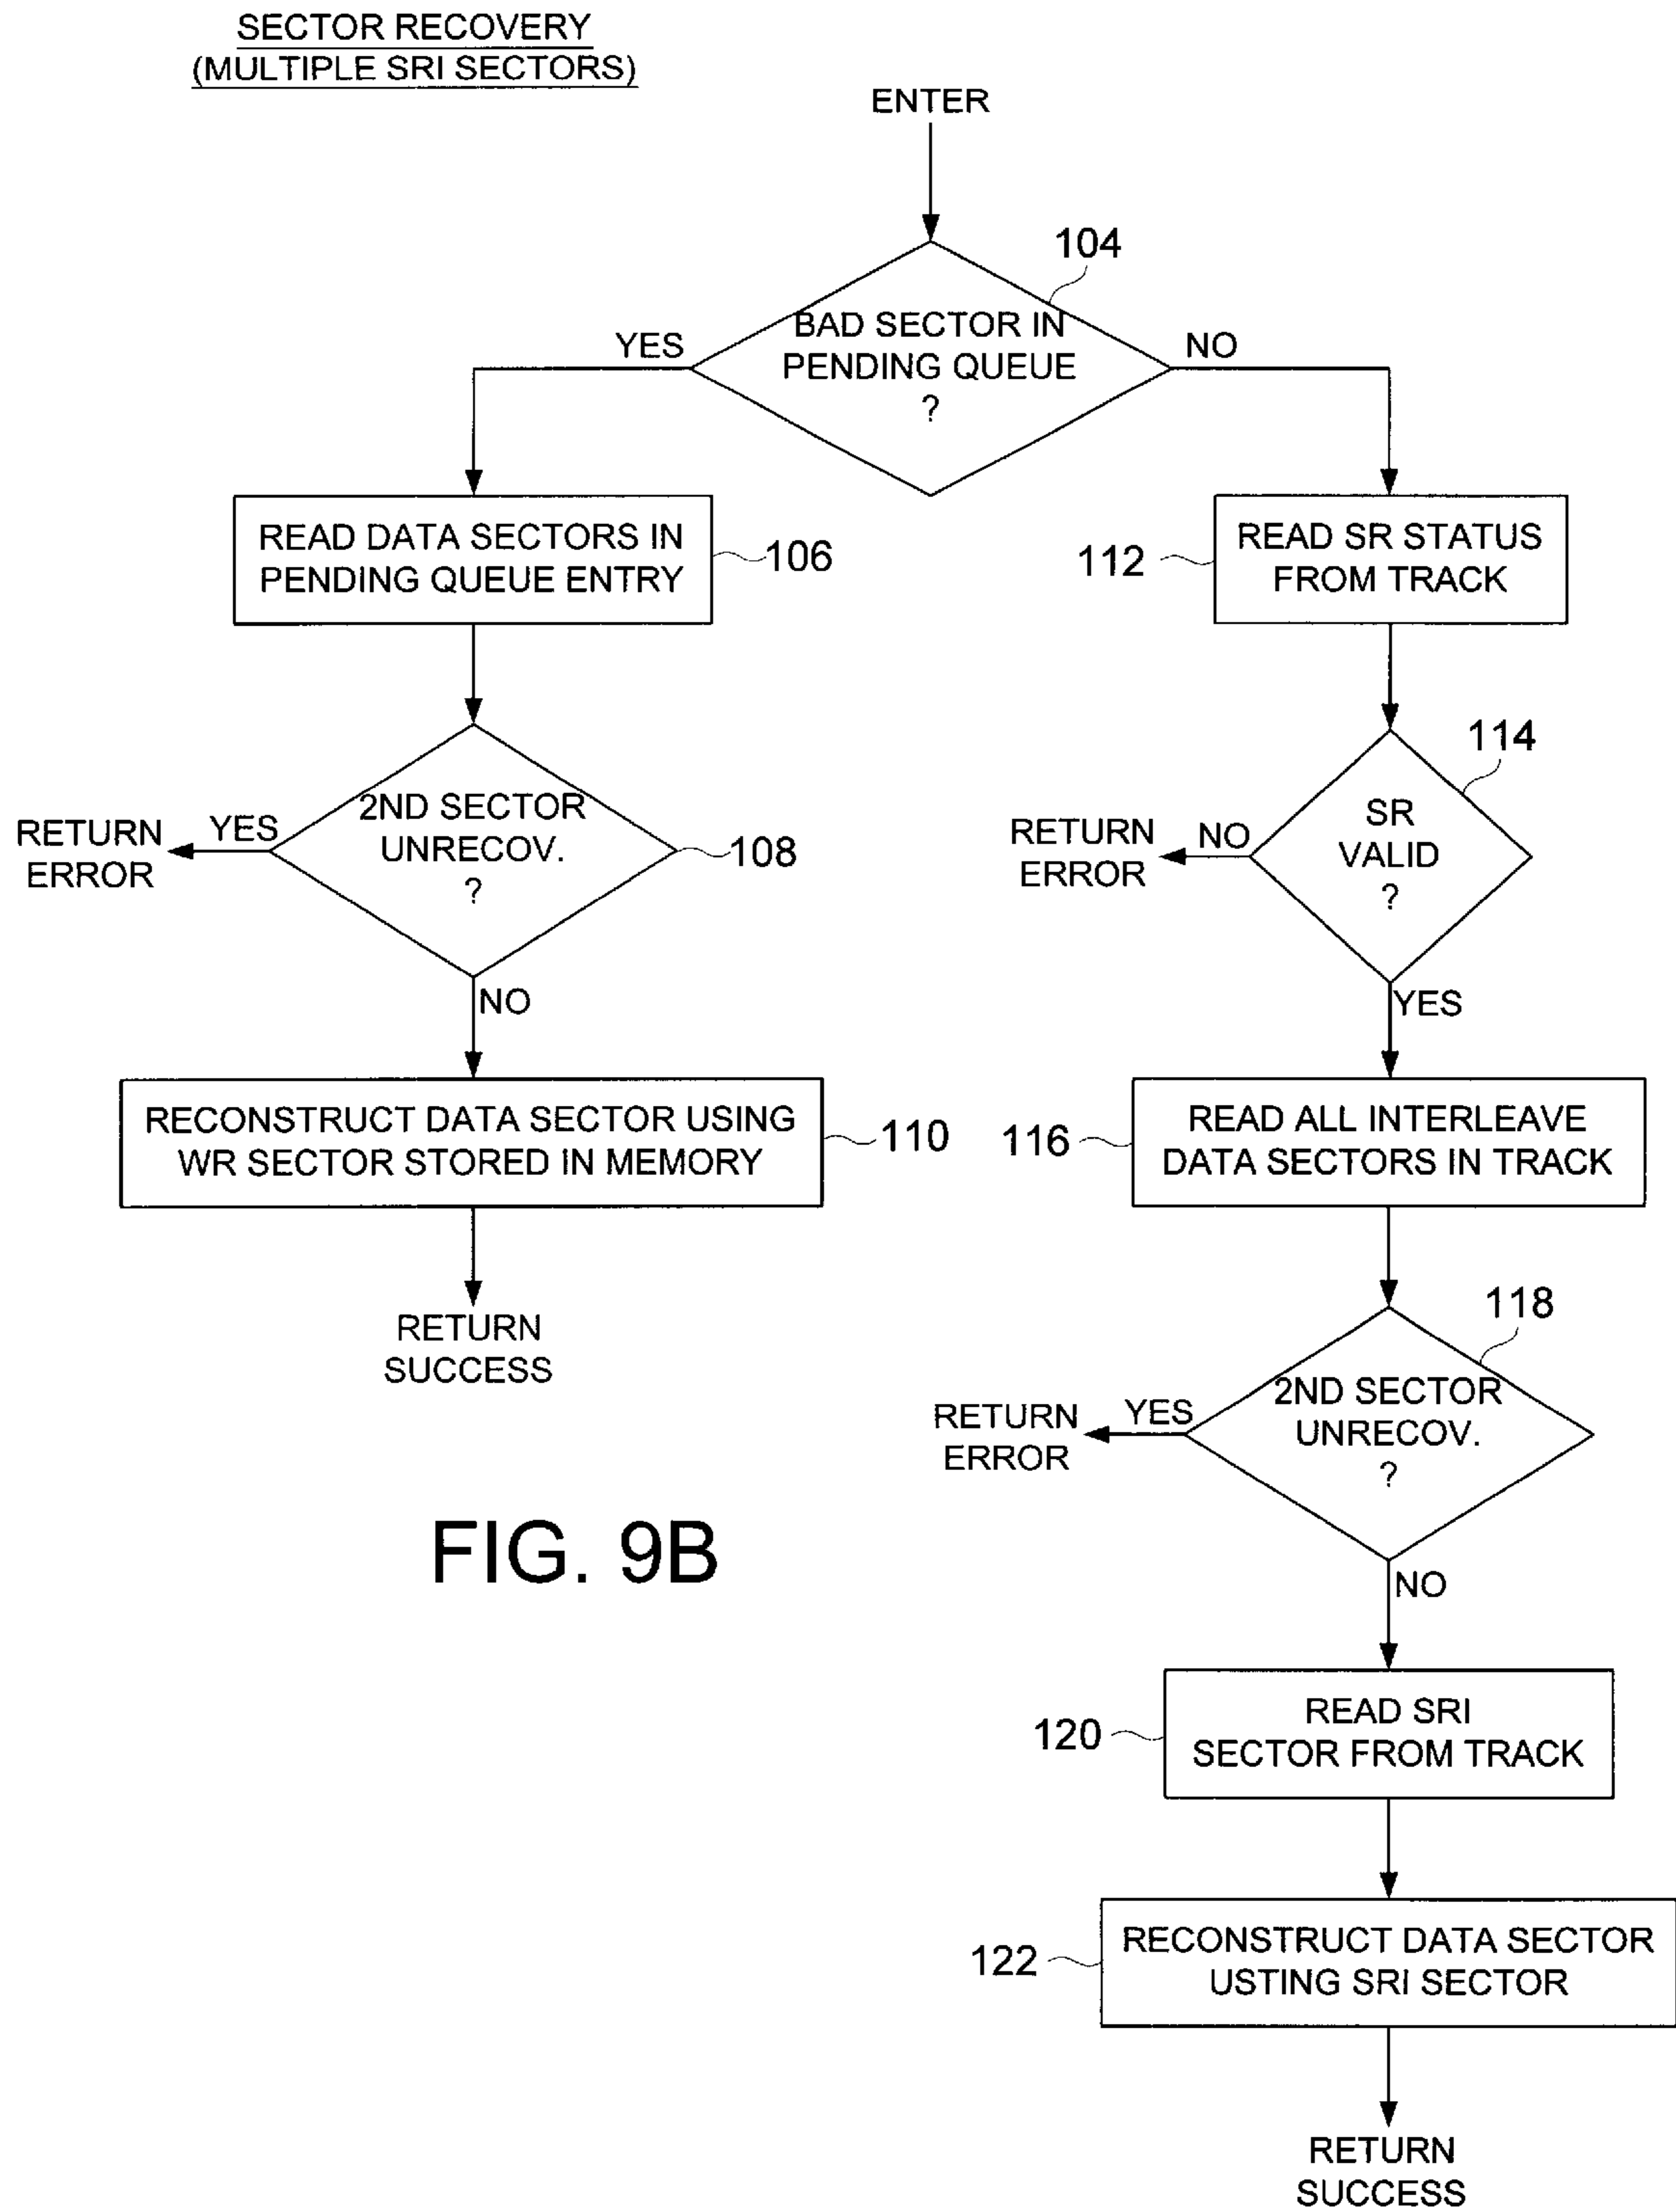 SECTOR RECOVERY
(MULTIPLE SRI SECTORS)
ENTER
104
BAD SECTOR IN
PENDING QUEUE
?
YES
NO
READ DATA SECTORS IN
PENDING QUEUE ENTRY
106
112
READ SR STATUS
FROM TRACK
2ND SECTOR
UNRECOV.
?
108
YES
RETURN
ERROR
NO
114
SR
VALID
?
NO
RETURN
ERROR
YES
RECONSTRUCT DATA SECTOR USING
WR SECTOR STORED IN MEMORY
110
116
READ ALL INTERLEAVE
DATA SECTORS IN TRACK
RETURN
SUCCESS
118
2ND SECTOR
UNRECOV.
?
YES
RETURN
ERROR
NO
FIG. 9B
120
READ SRI
SECTOR FROM TRACK
122
RECONSTRUCT DATA SECTOR
USTING SRI SECTOR
RETURN
SUCCESS